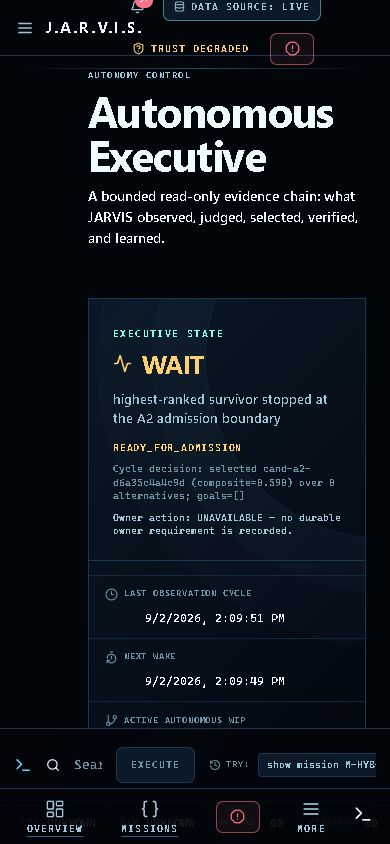 DATA SOURCE: LIVE
J.A.R.V.I.S.
TRUST DEGRADED
AUTONOMY CONTROL
Autonomous
Executive
A bounded read-only evidence chain: what
JARVIS observed, judged, selected, verified,
and learned.
EXECUTIVE STATE
WAIT
highest-ranked survivor stopped at
the A2 admission boundary
READY_FOR_ADMISSION
Cycle decision: selected cand-a2-
d6a35c4a4c9d (composite=0.590) over 0
alternatives; goals=[]
Owner action: UNAVAILABLE — no durable
owner requirement is recorded.
LAST OBSERVATION CYCLE
9/2/2026, 2:09:51 PM
NEXT WAKE
9/2/2026, 2:09:49 PM
ACTIVE AUTONOMOUS WIP
Sear
EXECUTE
TRY:
show mission M-HYB
OVERVIEW
MISSIONS
MORE